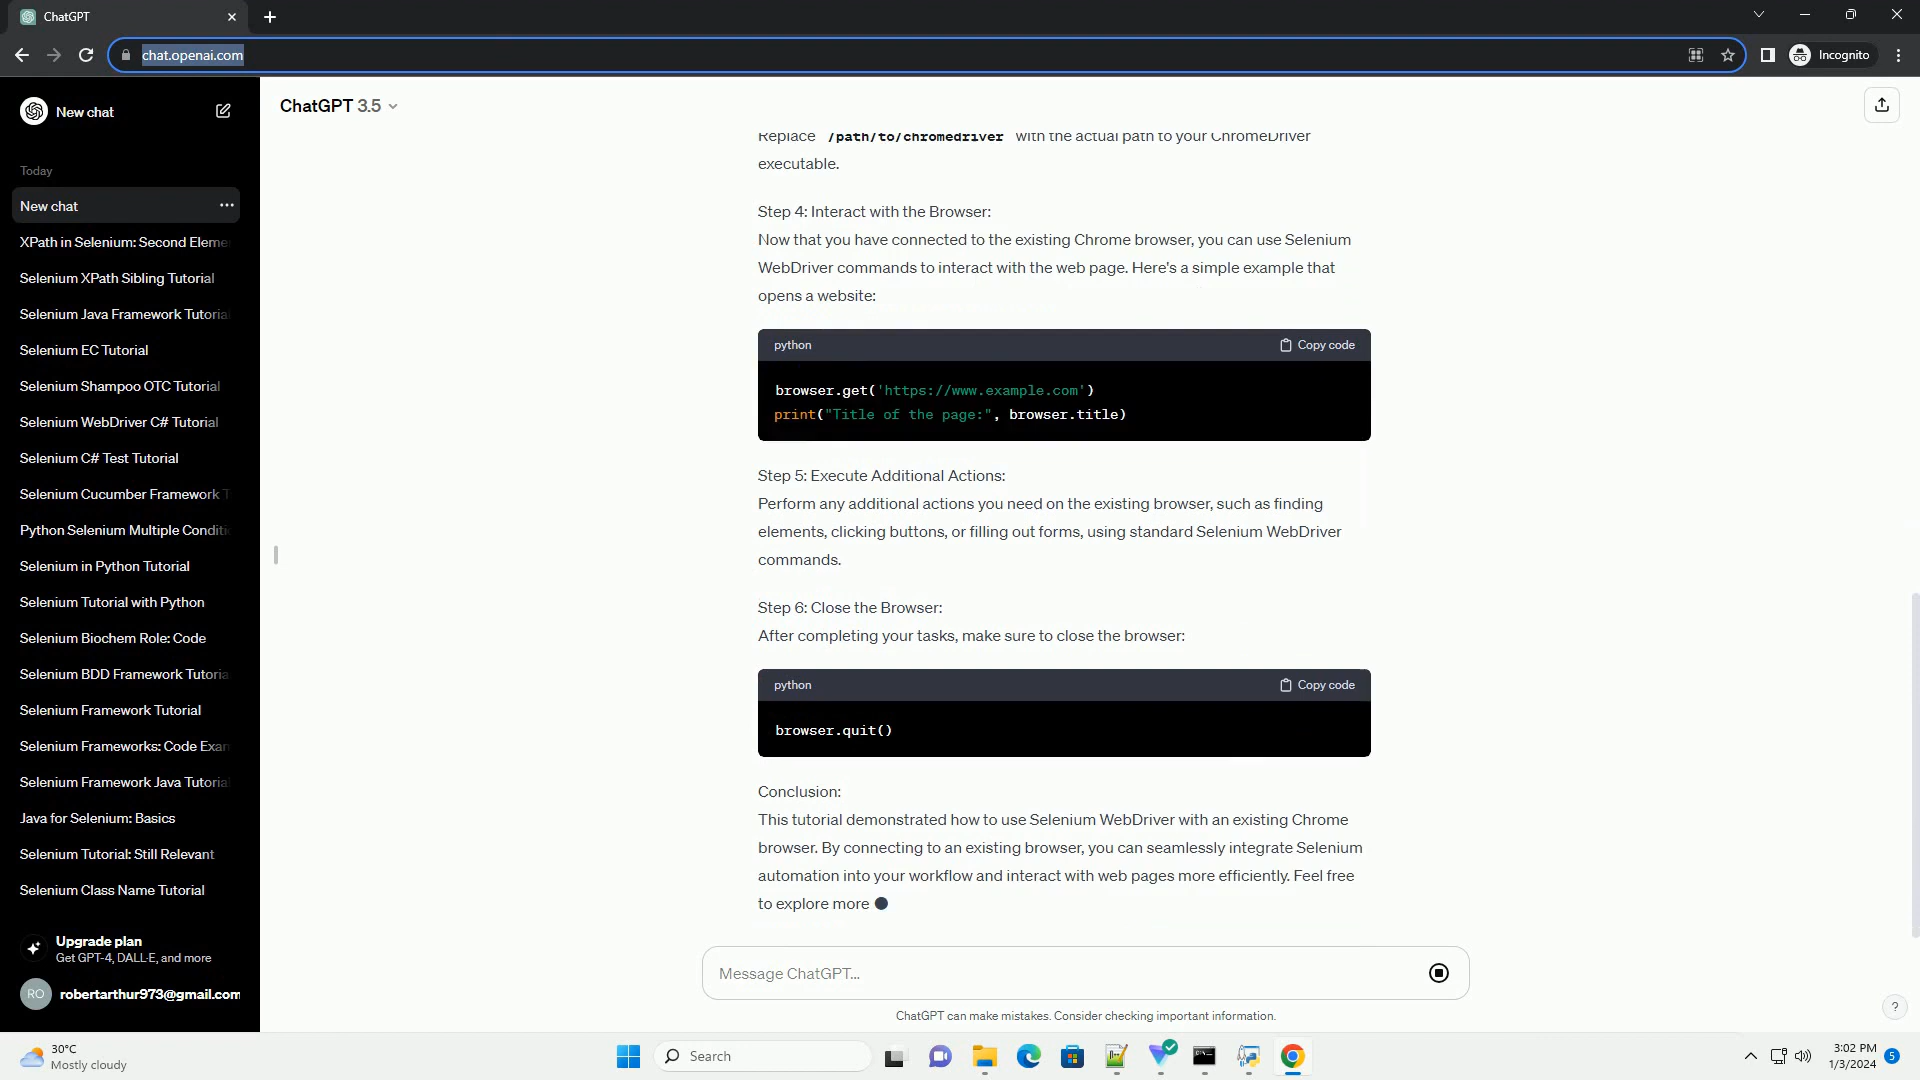 ChatGPT
chat.openai.com
Incognito
New chat
Today
New chat
XPath in Selenium: Second Eleme
Selenium XPath Sibling Tutorial
Selenium Java Framework Tutoria
Selenium EC Tutorial
Selenium Shampoo OTC Tutorial
Selenium WebDriver C# Tutorial
Selenium C# Test Tutorial
Selenium Cucumber Framework T
Python Selenium Multiple Conditi
Selenium in Python Tutorial
Selenium Tutorial with Python
Selenium Biochem Role: Code
Selenium BDD Framework Tutoria
Selenium Framework Tutorial
Selenium Frameworks: Code Exan
Selenium Framework Java Tutoria
Java for Selenium: Basics
Selenium Tutorial: Still Relevant
Selenium Class Name Tutorial
Upgrade plan
Get GPT-4, DALL·E, and more
RO robertarthur973@gmail.com
ChatGPT 3.5
Replace /path/to/chromedriver with the actual path to your ChromeDriver
executable.
Step 4: Interact with the Browser:
Now that you have connected to the existing Chrome browser, you can use Selenium
WebDriver commands to interact with the web page. Here's a simple example that
opens a website:
python Copy code
browser.get('https://www.example.com')
print("Title of the page:", browser.title)
Step 5: Execute Additional Actions:
Perform any additional actions you need on the existing browser, such as finding
elements, clicking buttons, or filling out forms, using standard Selenium WebDriver
commands.
Step 6: Close the Browser:
After completing your tasks, make sure to close the browser:
python Copy code
browser.quit()
Conclusion:
This tutorial demonstrated how to use Selenium WebDriver with an existing Chrome
browser. By connecting to an existing browser, you can seamlessly integrate Selenium
automation into your workflow and interact with web pages more efficiently. Feel free
to explore more
Message ChatGPT...
ChatGPT can make mistakes. Consider checking important information.
?
30°C
Mostly cloudy
Search
3:02 PM
1/3/2024
5